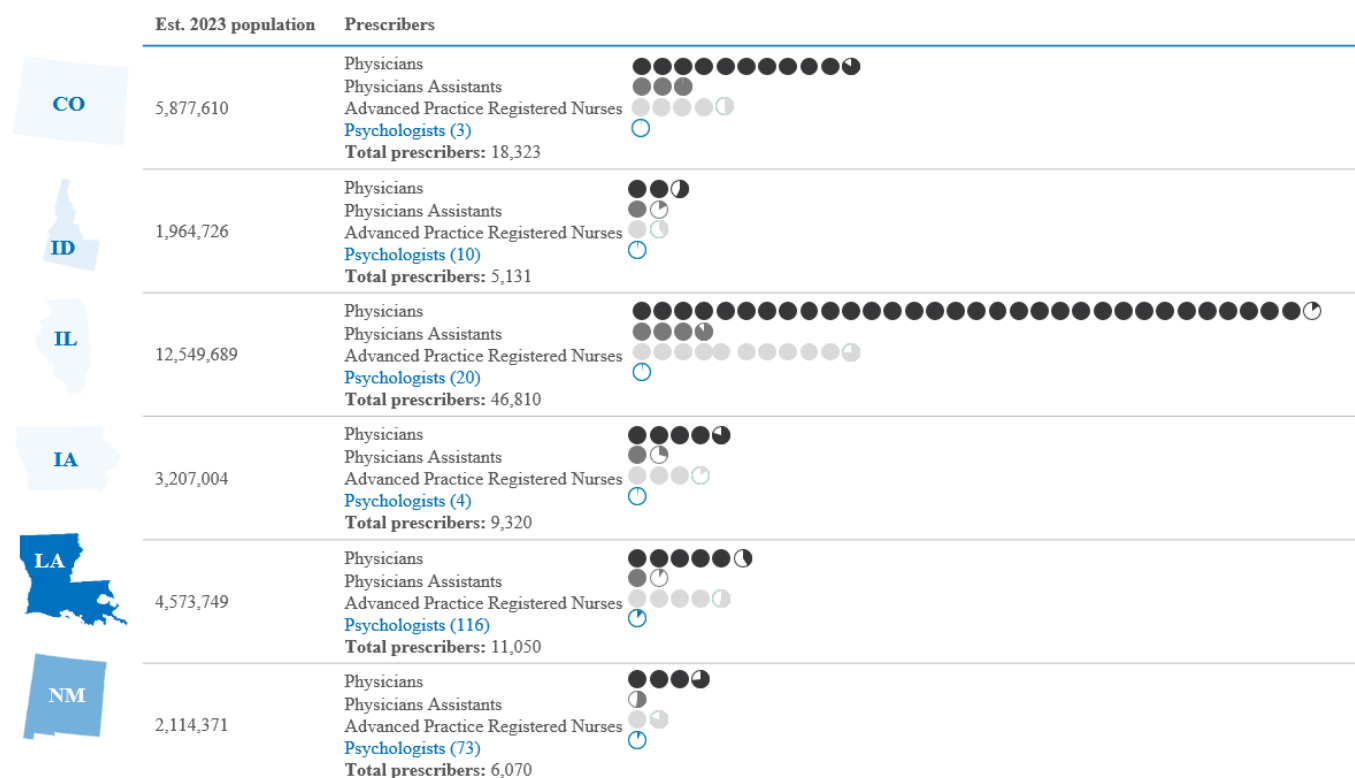 Est. 2023 population Prescribers
CO
5,877,610
Physicians
Physicians Assistants
Advanced Practice Registered Nurses
Psychologists (3)
Total prescribers: 18,323
ID
1,964,726
Physicians
Physicians Assistants
Advanced Practice Registered Nurses
Psychologists (10)
Total prescribers: 5,131
IL
12,549,689
Physicians
Physicians Assistants
Advanced Practice Registered Nurses
Psychologists (20)
Total prescribers: 46,810
IA
3,207,004
Physicians
Physicians Assistants
Advanced Practice Registered Nurses
Psychologists (4)
Total prescribers: 9,320
LA
4,573,749
Physicians
Physicians Assistants
Advanced Practice Registered Nurses
Psychologists (116)
Total prescribers: 11,050
NM
2,114,371
Physicians
Physicians Assistants
Advanced Practice Registered Nurses
Psychologists (73)
Total prescribers: 6,070